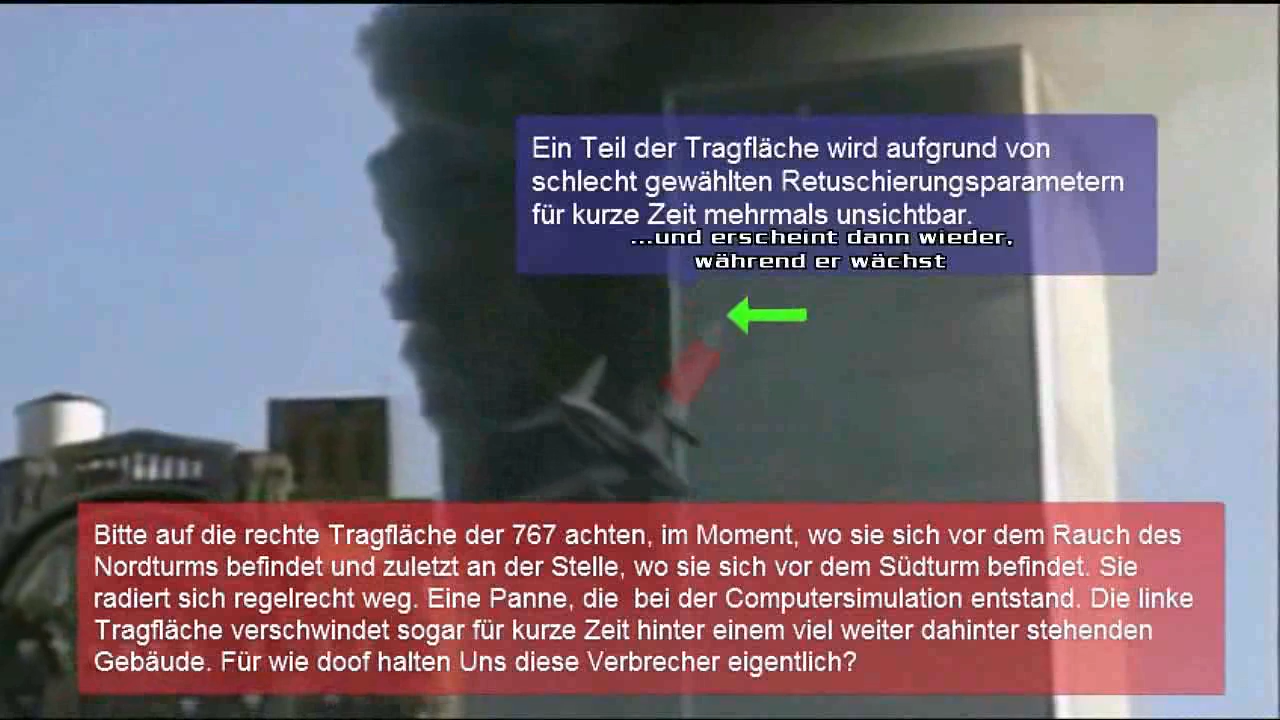 Ein Teil der Tragfläche wird aufgrund von
schlecht gewählten Retuschierungsparametern
für kurze Zeit mehrmals unsichtbar.
...und erscheint dann wieder,
während er wächst
Bitte auf die rechte Tragfläche der 767 achten, im Moment, wo sie sich vor dem Rauch des
Nordturms befindet und zuletzt an der Stelle, wo sie sich vor dem Südturm befindet. Sie
radiert sich regelrecht weg. Eine Panne, die  bei der Computersimulation entstand. Die linke
Tragfläche verschwindet sogar für kurze Zeit hinter einem viel weiter dahinter stehenden
Gebäude. Für wie doof halten Uns diese Verbrecher eigentlich?